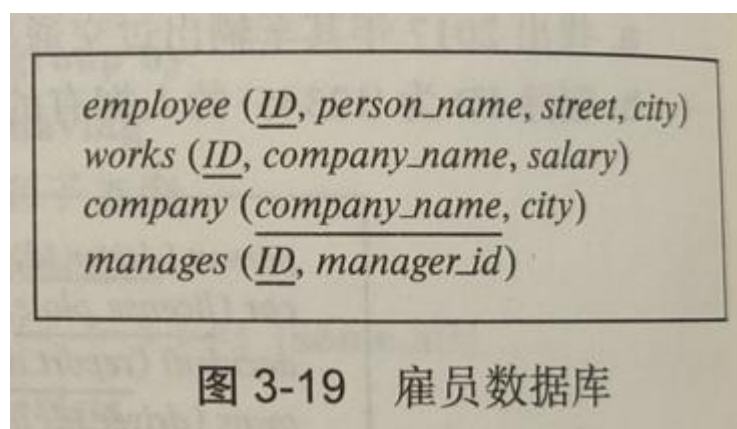 employee (ID, person_name, street, city)
works (ID, company_name, salary)
company (company_name, city)
manages (ID, manager_id)
图 3-19 雇员数据库